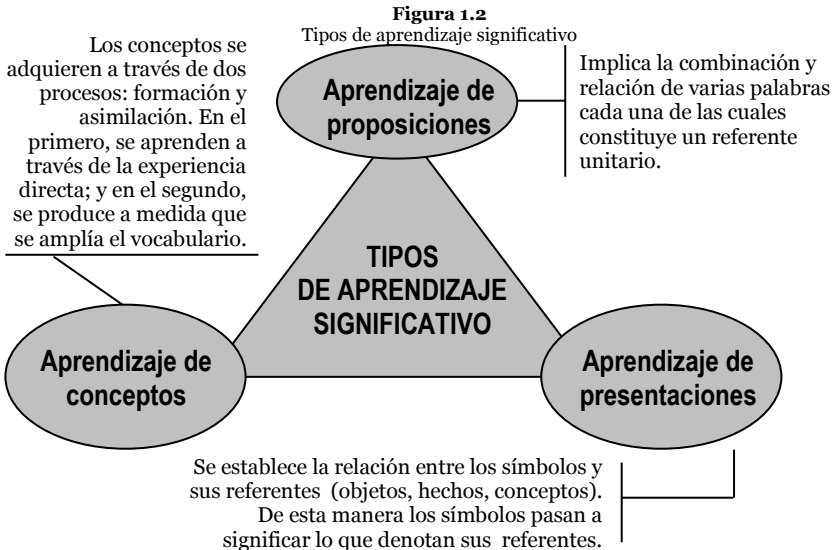 Figura 1.2
Tipos de aprendizaje significativo
Los conceptos se
adquieren a través de dos
procesos: formación y
asimilación. En el
primero, se aprenden a
través de la experiencia
directa; y en el segundo,
se produce a medida que
se amplía el vocabulario.
Aprendizaje de
proposiciones
Implica la combinación y
relación de varias palabras
cada una de las cuales
constituye un referente
unitario.
TIPOS
DE APRENDIZAJE
SIGNIFICATIVO
Aprendizaje de
conceptos
Aprendizaje de
presentaciones
Se establece la relación entre los símbolos y
sus referentes (objetos, hechos, conceptos).
De esta manera los símbolos pasan a
significar lo que denotan sus referentes.